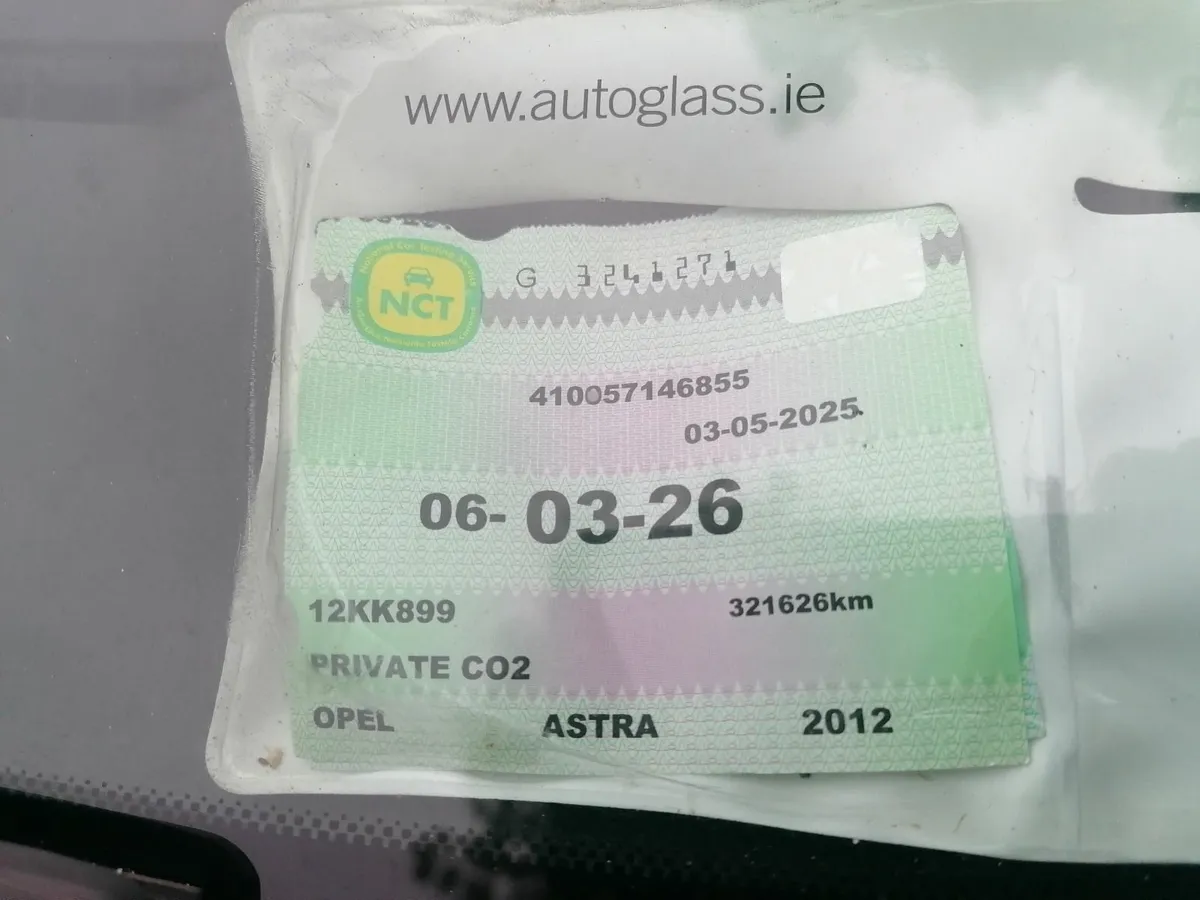 www.autoglass.ie
NCT
G 3241271
410057146855
03-05-2025
06-03-26
12KK899 321626km
PRIVATE CO2
OPEL ASTRA 2012